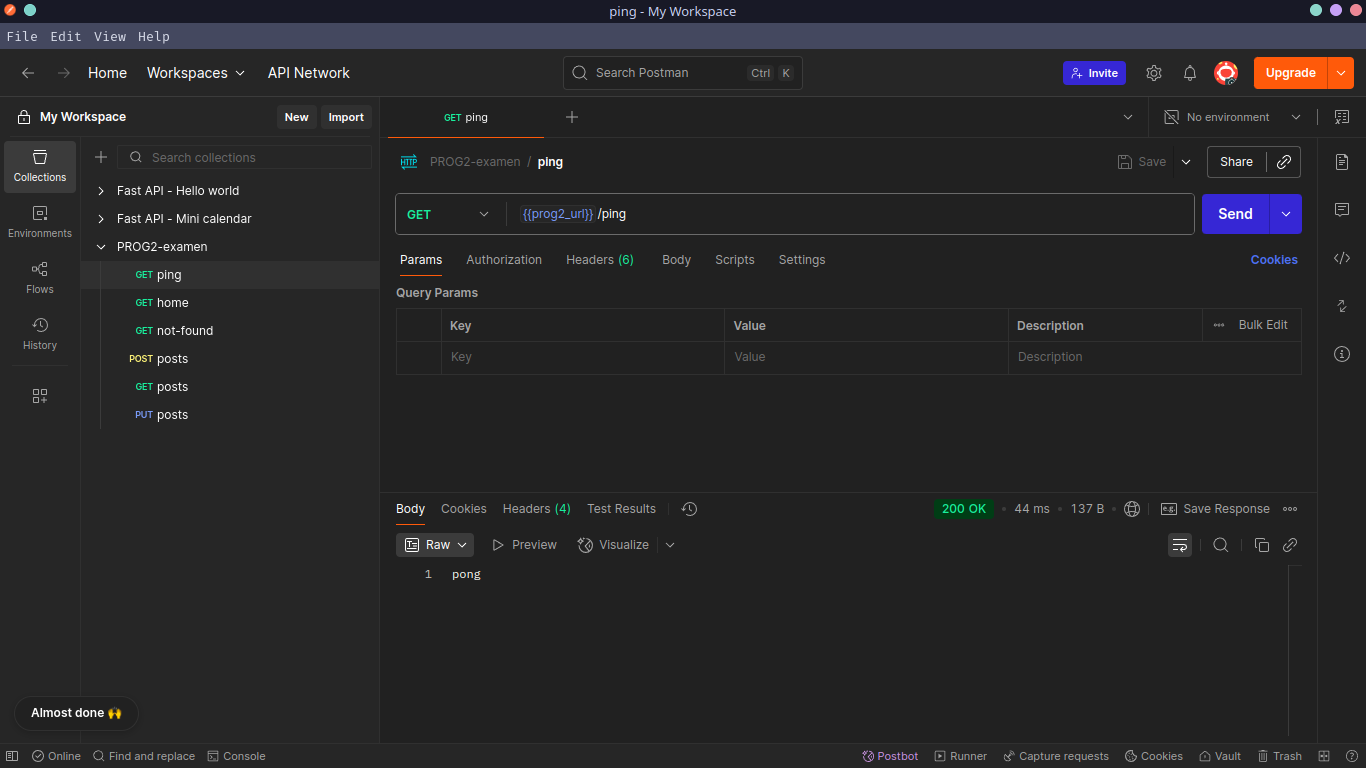 ping - My Workspace
File Edit View Help
Home Workspaces API Network Search Postman Ctrl K Invite Upgrade
My Workspace New Import GET ping No environment
Search collections
Collections
Environments
Flows
History
Fast API - Hello world
Fast API - Mini calendar
PROG2-examen
GET ping
GET home
GET not-found
POST posts
GET posts
PUT posts
HTTP PROG2-examen / ping Save Share
GET {{prog2_url}}/ping Send
Params Authorization Headers (6) Body Scripts Settings Cookies
Query Params
Key Value Description Bulk Edit
Key Value Description
Body Cookies Headers (4) Test Results 200 OK 44 ms 137 B e.g. Save Response
Raw Preview Visualize
1 pong
Almost done 🙌
Online Find and replace Console Postbot Runner Capture requests Cookies Vault Trash